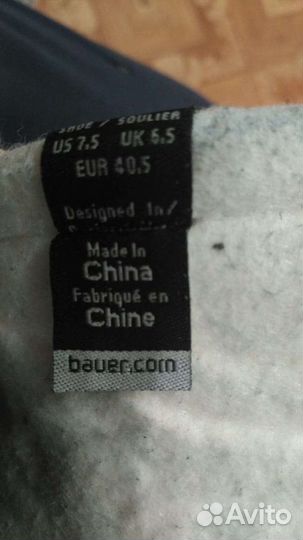 SHOE / SOULIER
US 7.5 UK 6.5
EUR 40.5
Designed In/
Made In
China
Fabriqué en
Chine
bauer.com
Avito